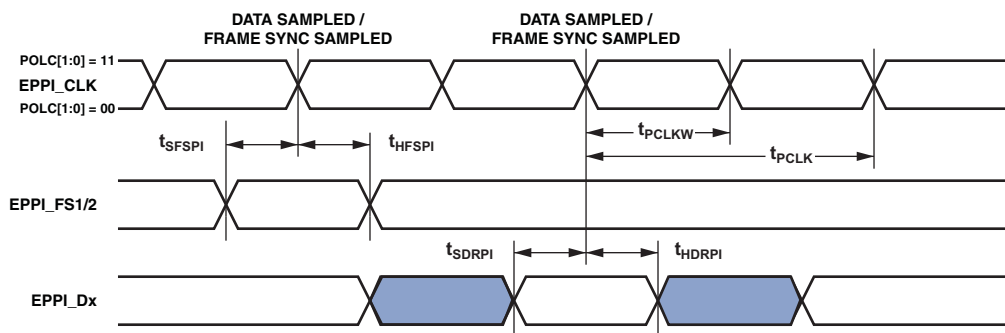 DATA SAMPLED /
FRAME SYNC SAMPLED
DATA SAMPLED /
FRAME SYNC SAMPLED
POLC[1:0] = 11
EPPI_CLK
POLC[1:0] = 00
tSFSPI
tHFSPI
tPCLKW
tPCLK
EPPI_FS1/2
tSDRPI
tHDRPI
EPPI_Dx